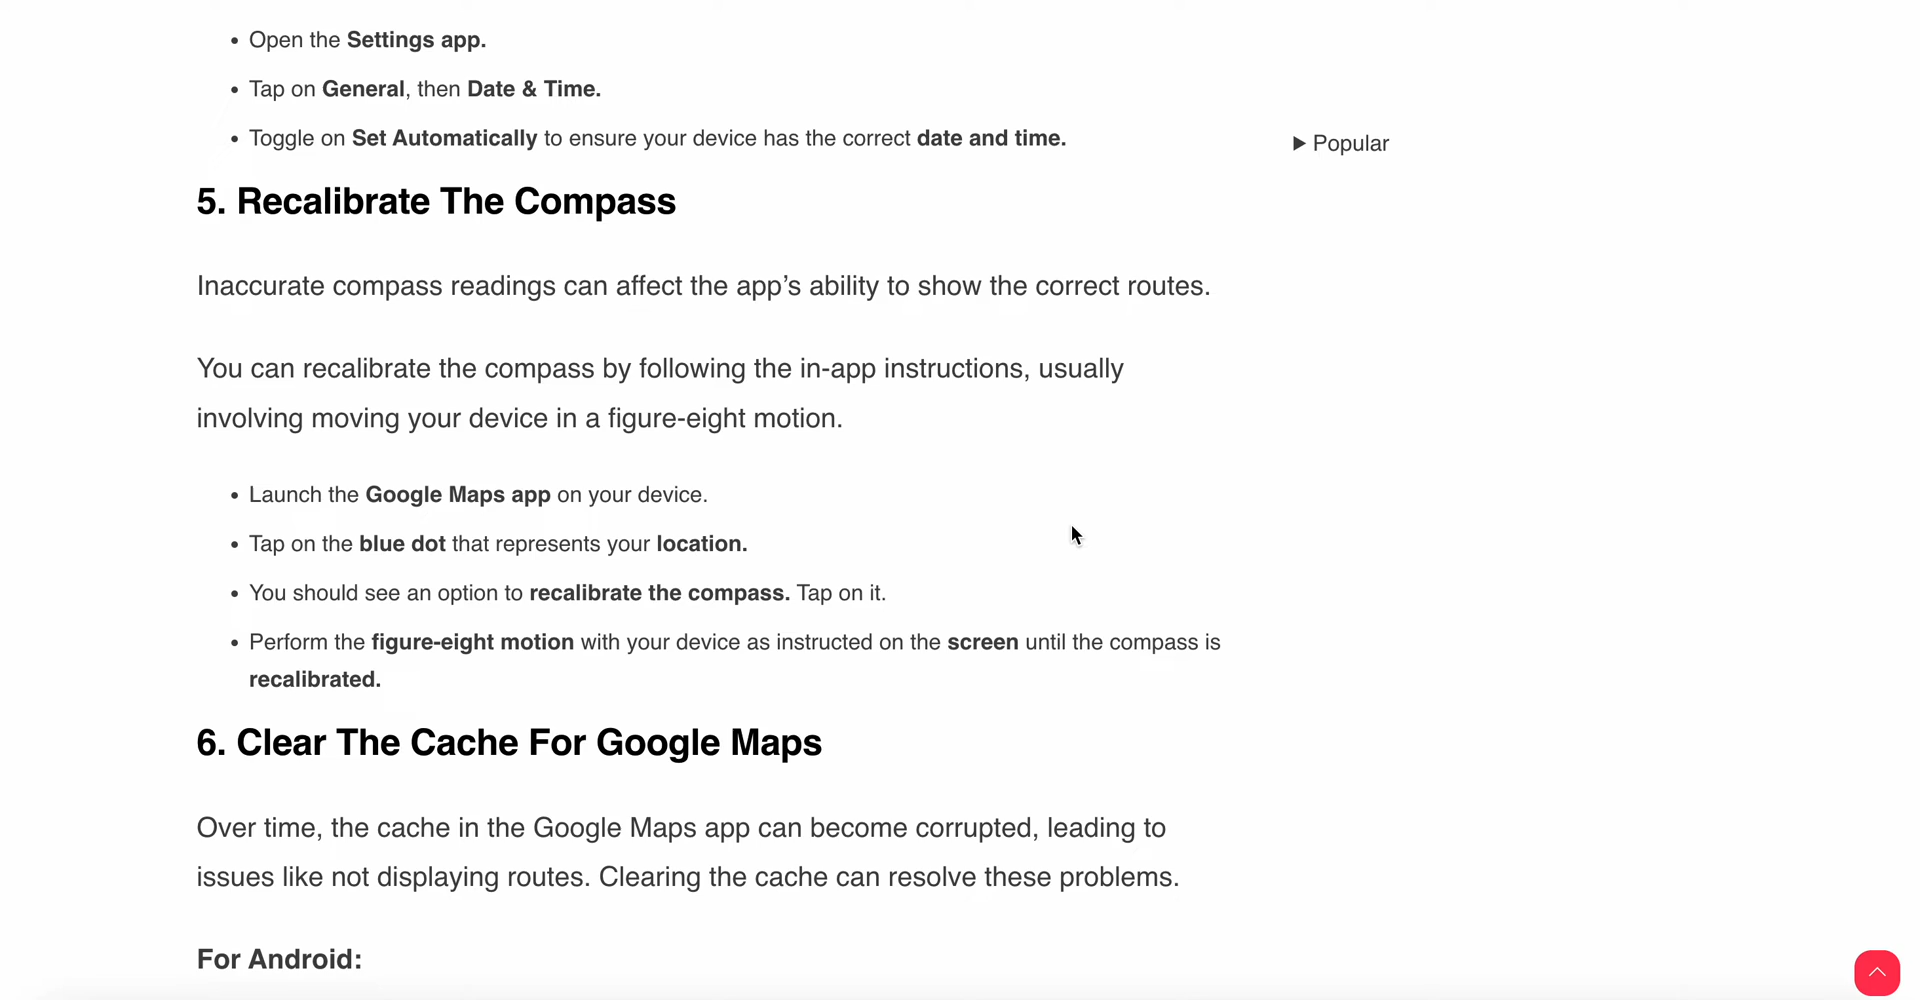 Open the Settings app.
Tap on General, then Date & Time.
Toggle on Set Automatically to ensure your device has the correct date and time.
Popular
5. Recalibrate The Compass
Inaccurate compass readings can affect the app’s ability to show the correct routes.
You can recalibrate the compass by following the in-app instructions, usually
involving moving your device in a figure-eight motion.
Launch the Google Maps app on your device.
Tap on the blue dot that represents your location.
You should see an option to recalibrate the compass. Tap on it.
Perform the figure-eight motion with your device as instructed on the screen until the compass is
recalibrated.
6. Clear The Cache For Google Maps
Over time, the cache in the Google Maps app can become corrupted, leading to
issues like not displaying routes. Clearing the cache can resolve these problems.
For Android: